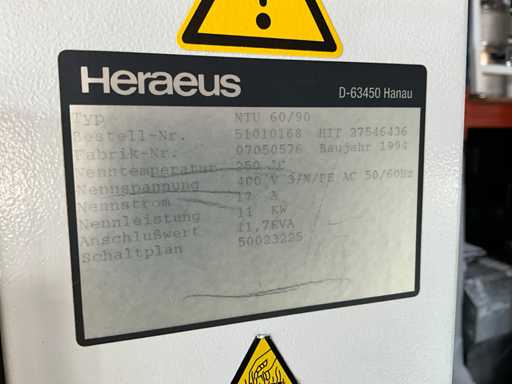 Heraeus
D-63450 Hanau
Typ NTU 60/90
Bestell-Nr. 51010168 HIT 37546436
Fabrik-Nr. 07050576 Baujahr 1994
Nenntemperatur 250 °C
Nennspannung 400 V 3/N/PE AC 50/60Hz
Nennstrom 17 A
Nennleistung 11 KW
Anschlußwert 11,7KVA
Schaltplan 50023225